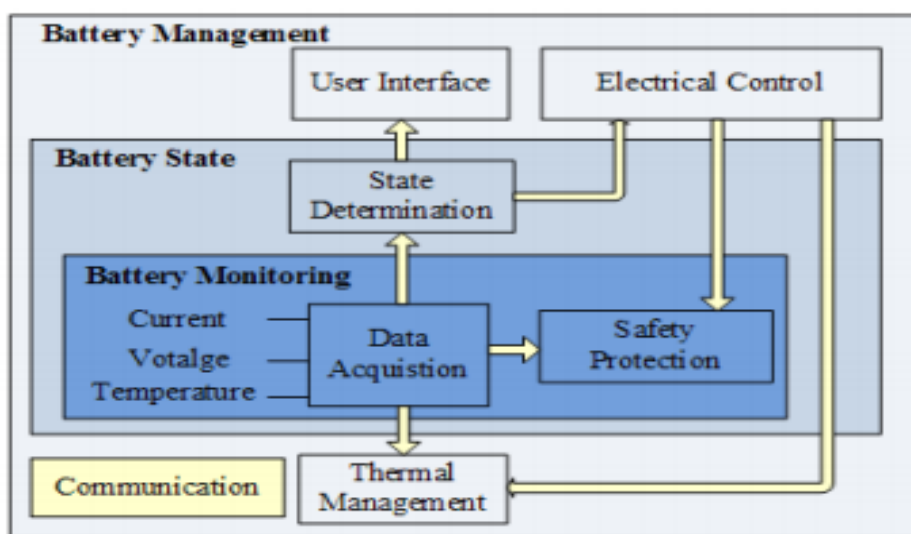 Battery Management
User Interface
Electrical Control
Battery State
State
Determination
Battery Monitoring
Current
Votalge
Temperature
Data
Acquistion
Safety
Protection
Communication
Thermal
Management